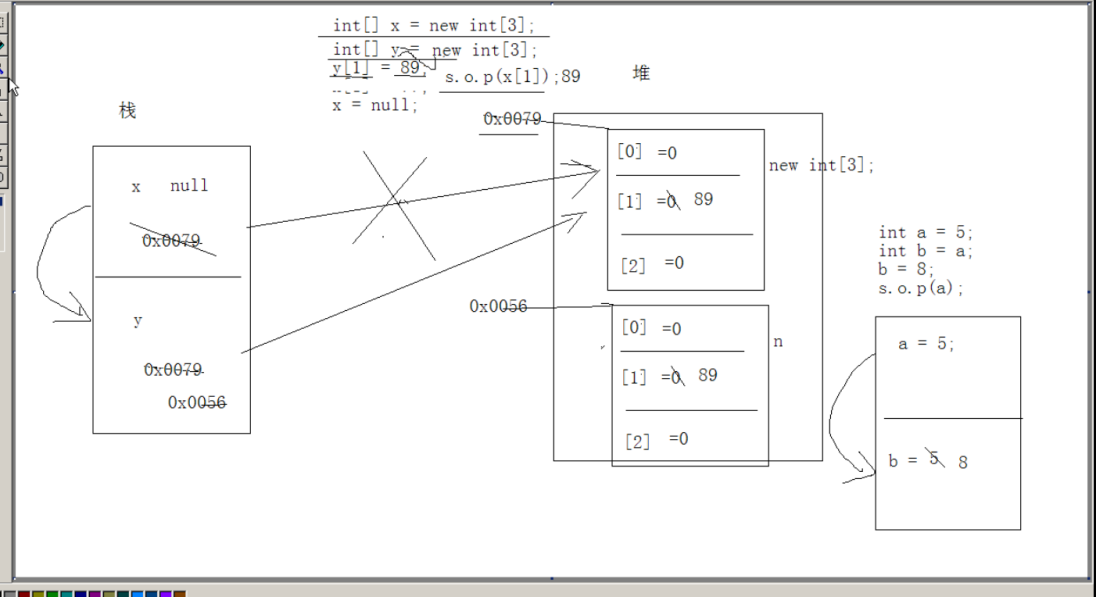 int[] x = new int[3];
int[] y = new int[3];
y[1] = 89;
s.o.p(x[1]);89
x = null;
栈
堆
x null
0x0079
y
0x0079
0x0056
0x0079
[0] =0
[1] =0 89
[2] =0
new int[3];
0x0056
[0] =0
[1] =0 89
[2] =0
n
int a = 5;
int b = a;
b = 8;
s.o.p(a);
a = 5;
b = 5 8